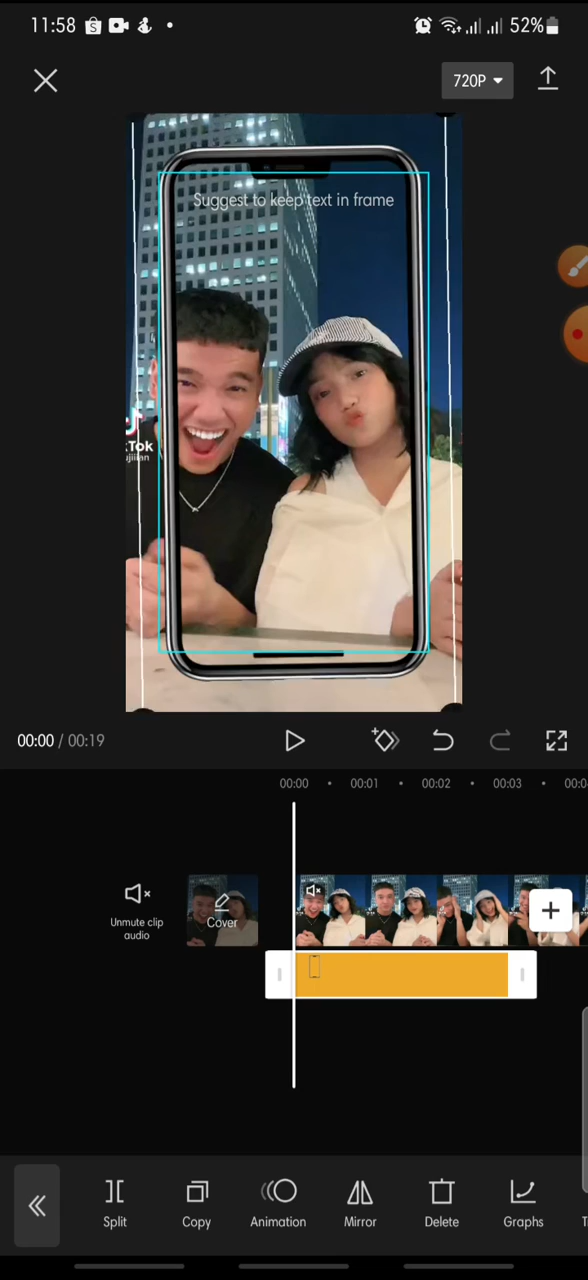 11:58
52%
720P
Suggest to keep text in frame
Tok
00:00 / 00:19
00:00
00:01
00:02
00:03
Unmute clip
audio
Cover
Split
Copy
Animation
Mirror
Delete
Graphs